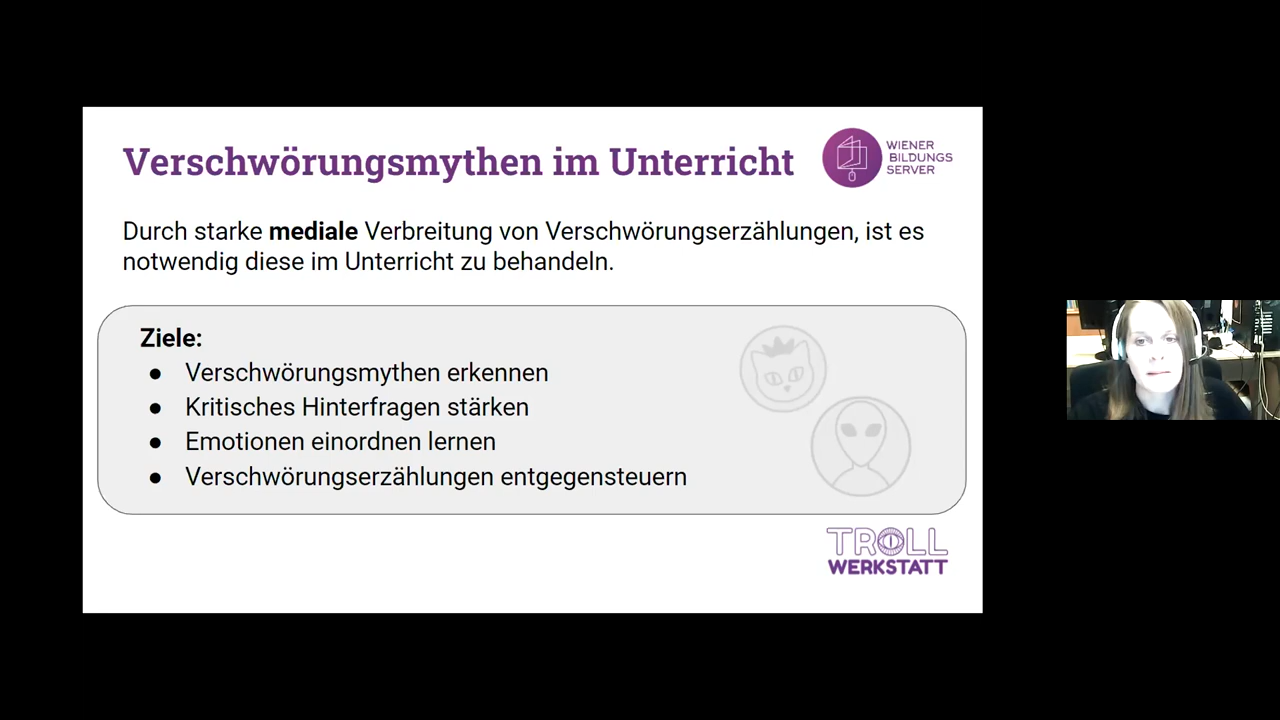 Verschwörungsmythen im Unterricht
WIENER
BILDUNGS
SERVER
Durch starke mediale Verbreitung von Verschwörungserzählungen, ist es
notwendig diese im Unterricht zu behandeln.
Ziele:
● Verschwörungsmythen erkennen
● Kritisches Hinterfragen stärken
● Emotionen einordnen lernen
● Verschwörungserzählungen entgegensteuern
TROLL
WERKSTATT